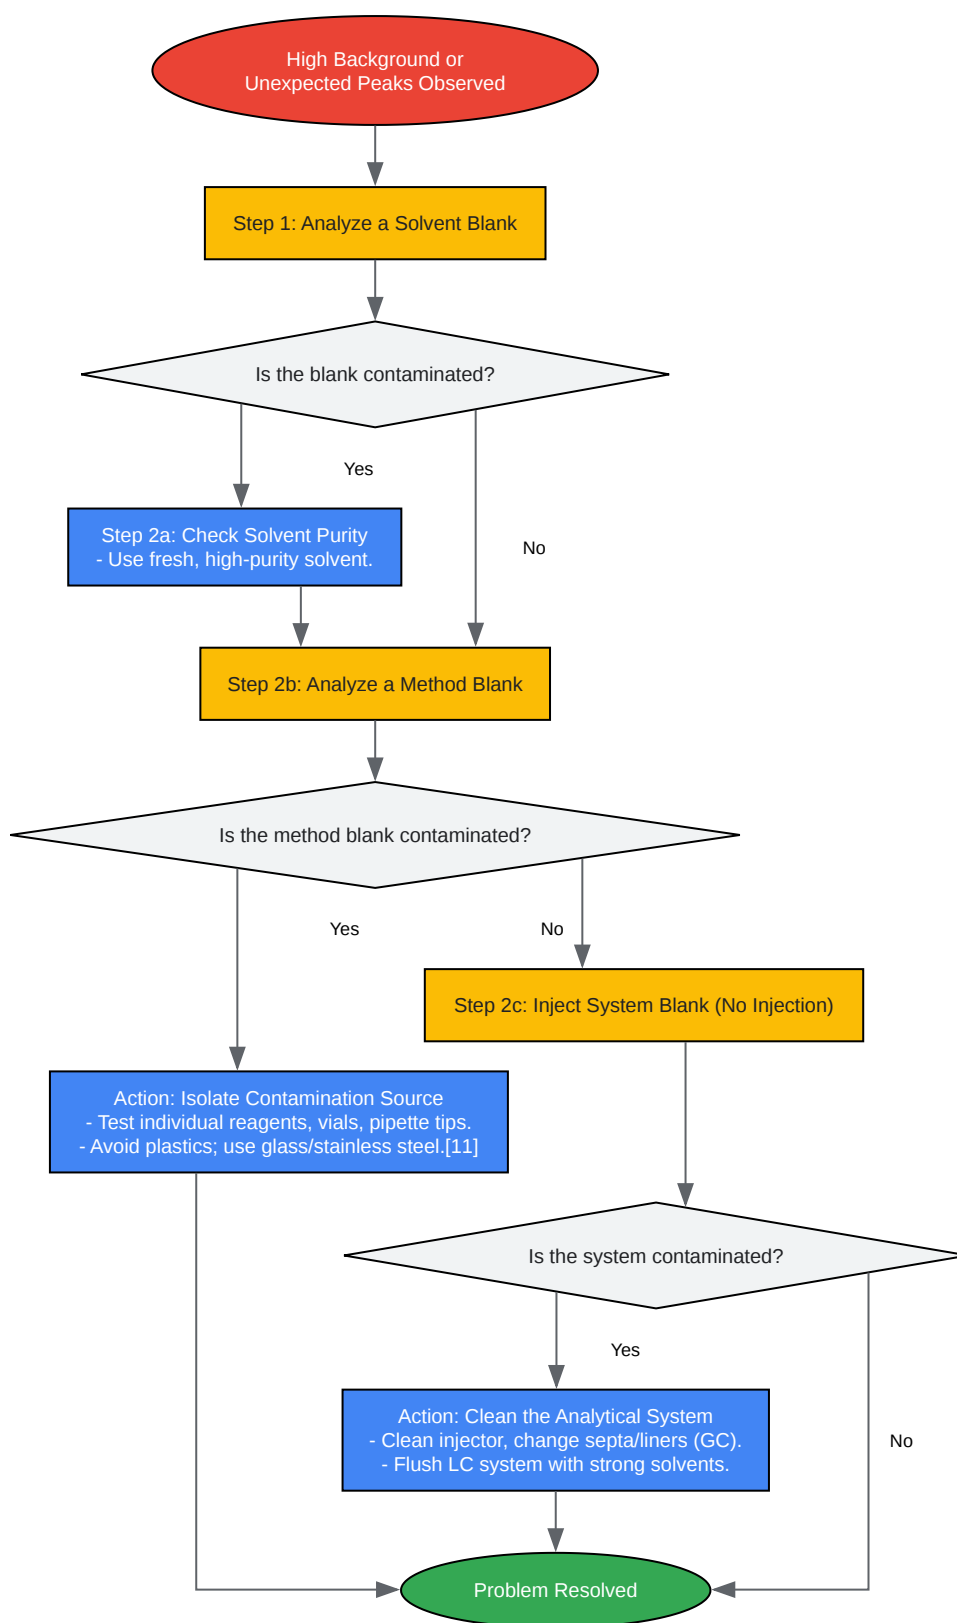 High Background or
Unexpected Peaks Observed
Step 1: Analyze a Solvent Blank
Is the blank contaminated?
Yes
Step 2a: Check Solvent Purity
- Use fresh, high-purity solvent.
No
Step 2b: Analyze a Method Blank
Is the method blank contaminated?
Yes
No
Step 2c: Inject System Blank (No Injection)
Action: Isolate Contamination Source
- Test individual reagents, vials, pipette tips.
- Avoid plastics; use glass/stainless steel.[11]
Is the system contaminated?
Yes
Action: Clean the Analytical System
- Clean injector, change septa/liners (GC).
- Flush LC system with strong solvents.
No
Problem Resolved